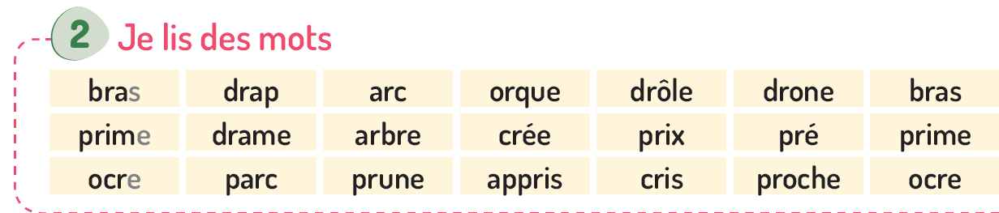 2 Je lis des mots
bras drap arc orque drôle drone bras
prime drame arbre crée prix pré prime
ocre parc prune appris cris proche ocre